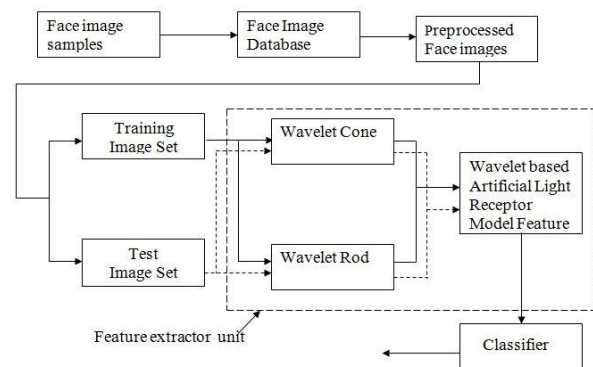 Face image
samples
Face Image
Database
Preprocessed
Face images
Training
Image Set
Wavelet Cone
Wavelet based
Artificial Light
Receptor
Model Feature
Test
Image Set
Wavelet Rod
Feature extractor unit
Classifier